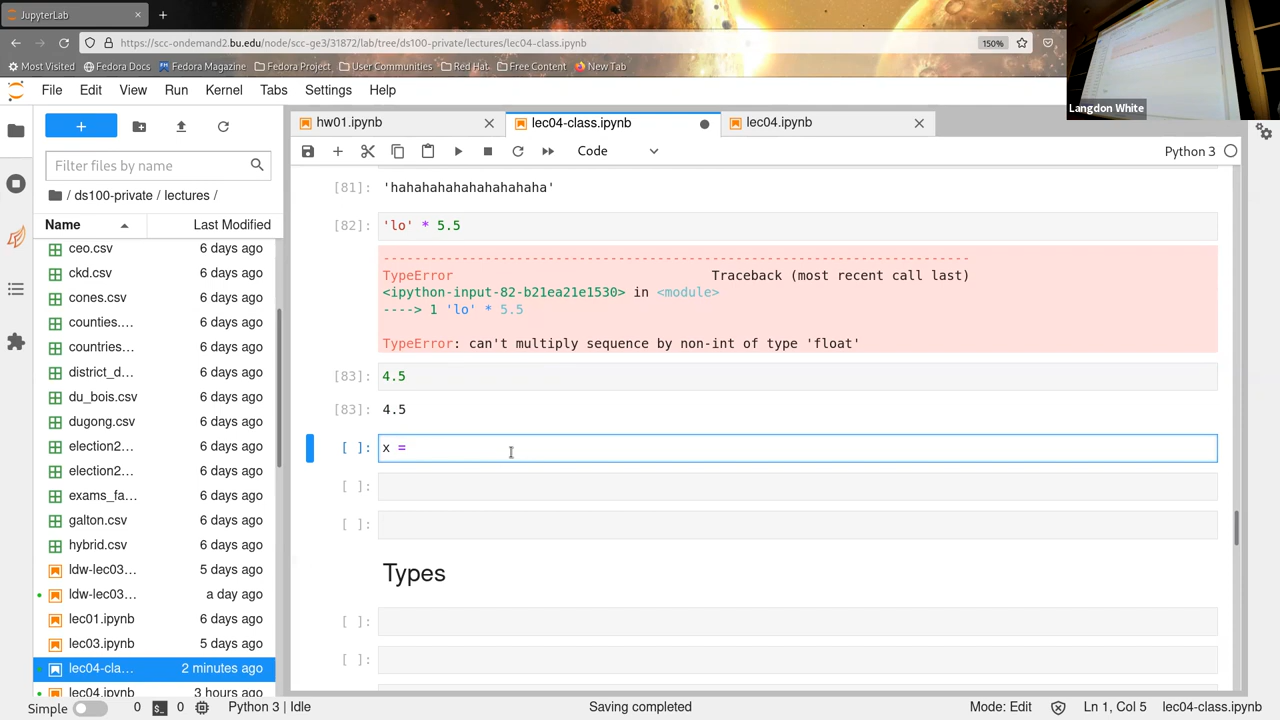 JupyterLab
https://scc-ondemand2.bu.edu/node/scc-ge3/31872/lab/tree/ds100-private/lectures/lec04-class.ipynb
150%
Most Visited
Fedora Docs
Fedora Magazine
Fedora Project
User Communities
Red Hat
Free Content
New Tab
Langdon White
File Edit View Run Kernel Tabs Settings Help
Filter files by name
/ ds100-private / lectures /
Name Last Modified
ceo.csv 6 days ago
ckd.csv 6 days ago
cones.csv 6 days ago
counties.... 6 days ago
countries... 6 days ago
district_d... 6 days ago
du_bois.csv 6 days ago
dugong.csv 6 days ago
election2... 6 days ago
election2... 6 days ago
exams_fa... 6 days ago
galton.csv 6 days ago
hybrid.csv 6 days ago
ldw-lec03... 5 days ago
ldw-lec03... a day ago
lec01.ipynb 6 days ago
lec03.ipynb 5 days ago
lec04-cla... 2 minutes ago
lec04.ipynb 3 hours ago
hw01.ipynb
lec04-class.ipynb
lec04.ipynb
Code
Python 3
[81]: 'hahahahahahahahaha'
[82]: 'lo' * 5.5
---------------------------------------------------------------------------
TypeError Traceback (most recent call last)
<ipython-input-82-b21ea21e1530> in <module>
----> 1 'lo' * 5.5
TypeError: can't multiply sequence by non-int of type 'float'
[83]: 4.5
[83]: 4.5
[ ]: x =
[ ]:
[ ]:
Types
[ ]:
[ ]:
Simple 0 $_ 0 Python 3 | Idle Saving completed Mode: Edit Ln 1, Col 5 lec04-class.ipynb